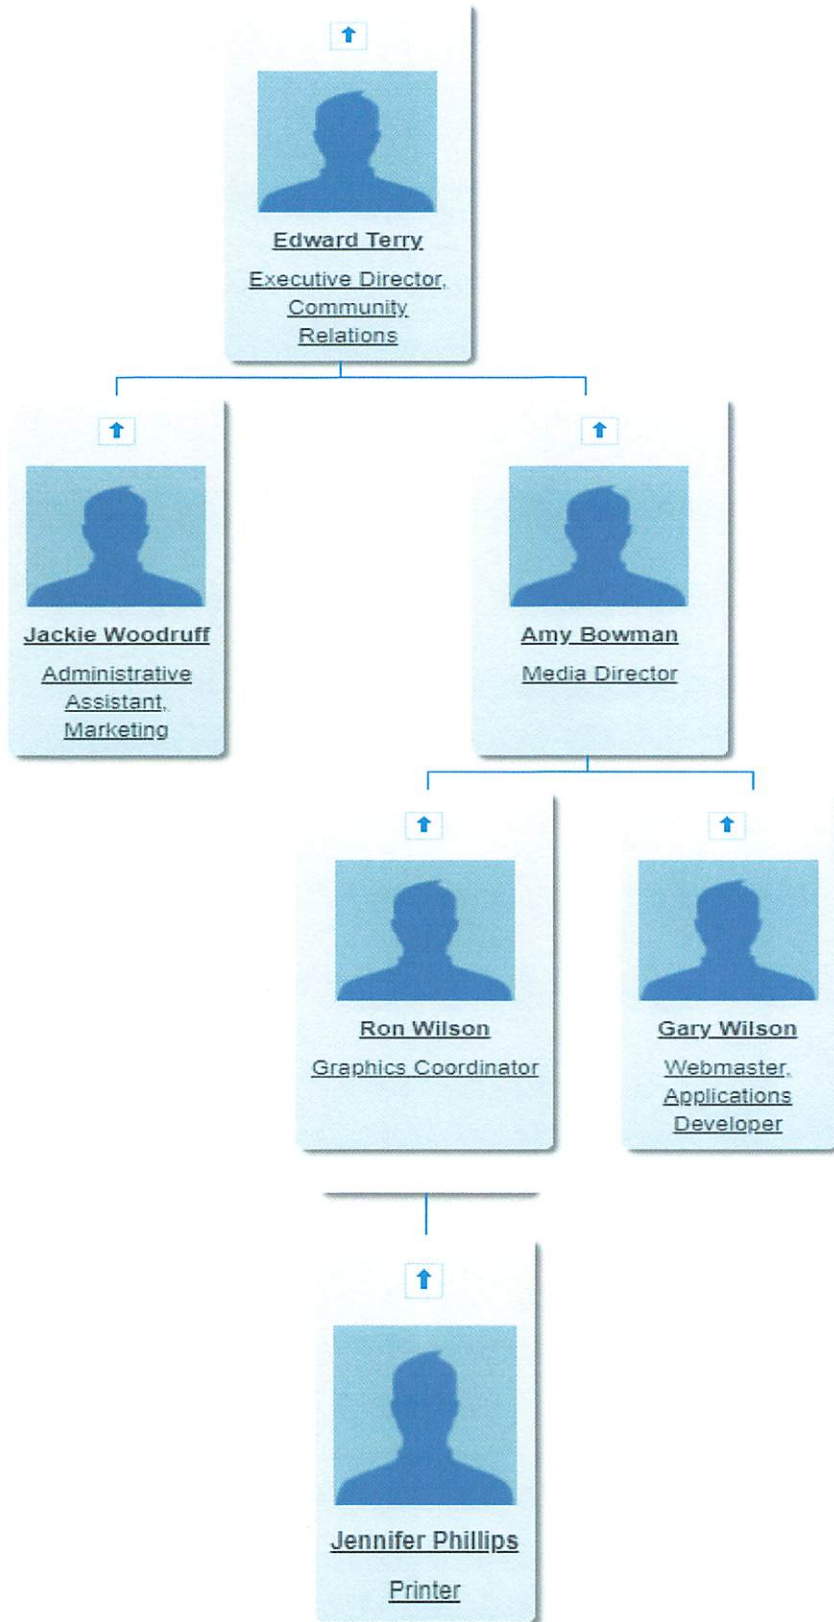 Edward Terry
Executive Director,
Community
Relations
Jackie Woodruff
Administrative
Assistant,
Marketing
Amy Bowman
Media Director
Ron Wilson
Graphics Coordinator
Gary Wilson
Webmaster,
Applications
Developer
Jennifer Phillips
Printer